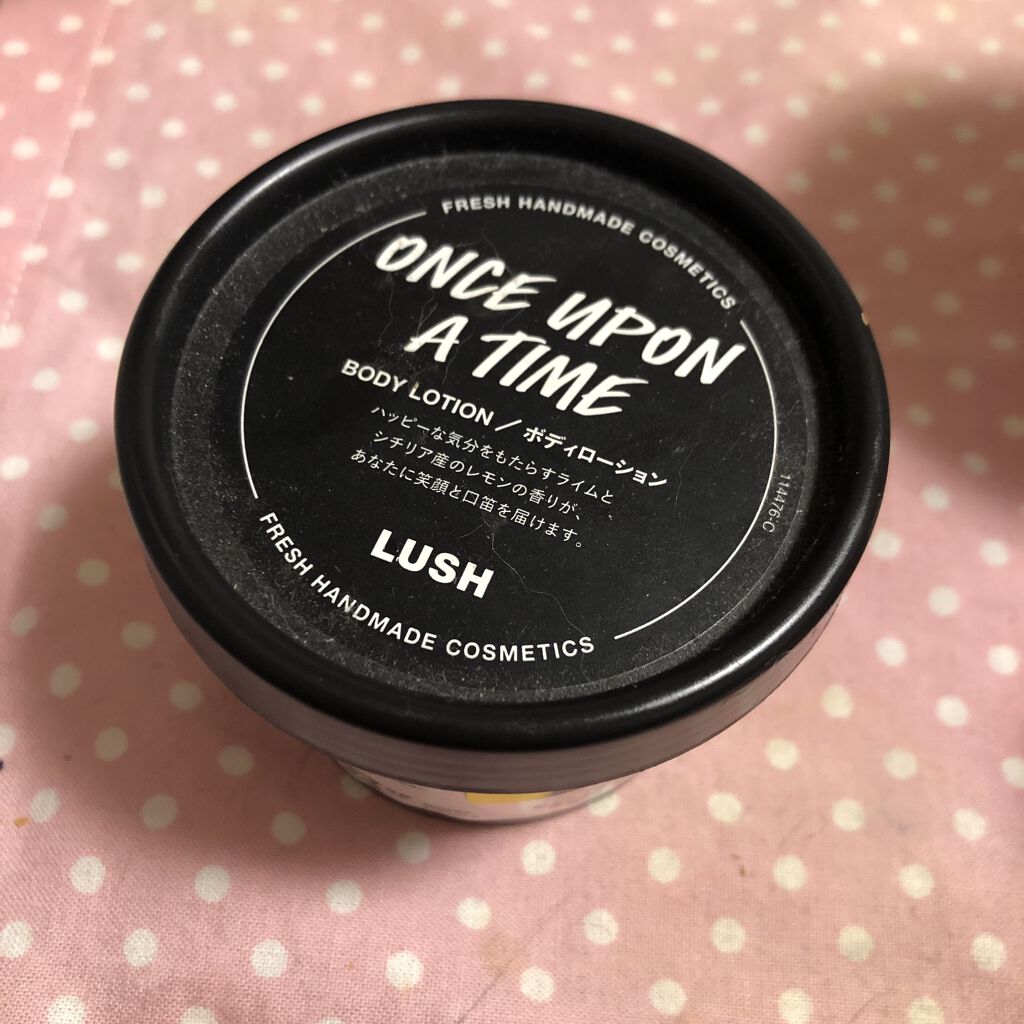 FRESH HANDMADE COSMETICS
ONCE UPON
A TIME
BODY LOTION / ボディローション
ハッピーな気分をもたらすライムと
シチリア産のレモンの香りが、
あなたに笑顔と口笛を届けます。
LUSH
FRESH HANDMADE COSMETICS
114476-C